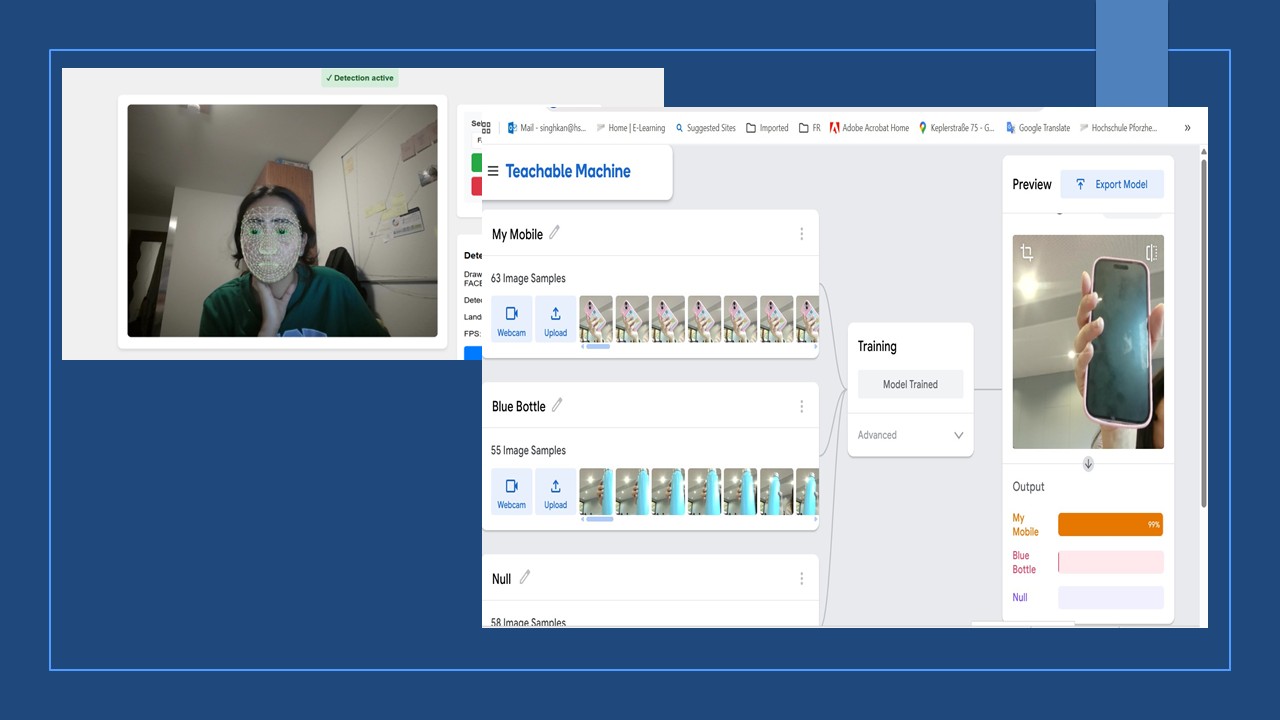 ✓ Detection active
Mail - singhkan@hs...
Home | E-Learning
Suggested Sites
Imported
FR
Adobe Acrobat Home
Keplerstraße 75 - G...
Google Translate
Hochschule Pforzhe...
»
Dete
Draw
FACE
Dete
Land
FPS:
Teachable Machine
My Mobile
63 Image Samples
Webcam
Upload
Blue Bottle
55 Image Samples
Webcam
Upload
Null
58 Image Samples
Training
Model Trained
Advanced
Preview
Export Model
Output
My
Mobile
99%
Blue
Bottle
Null